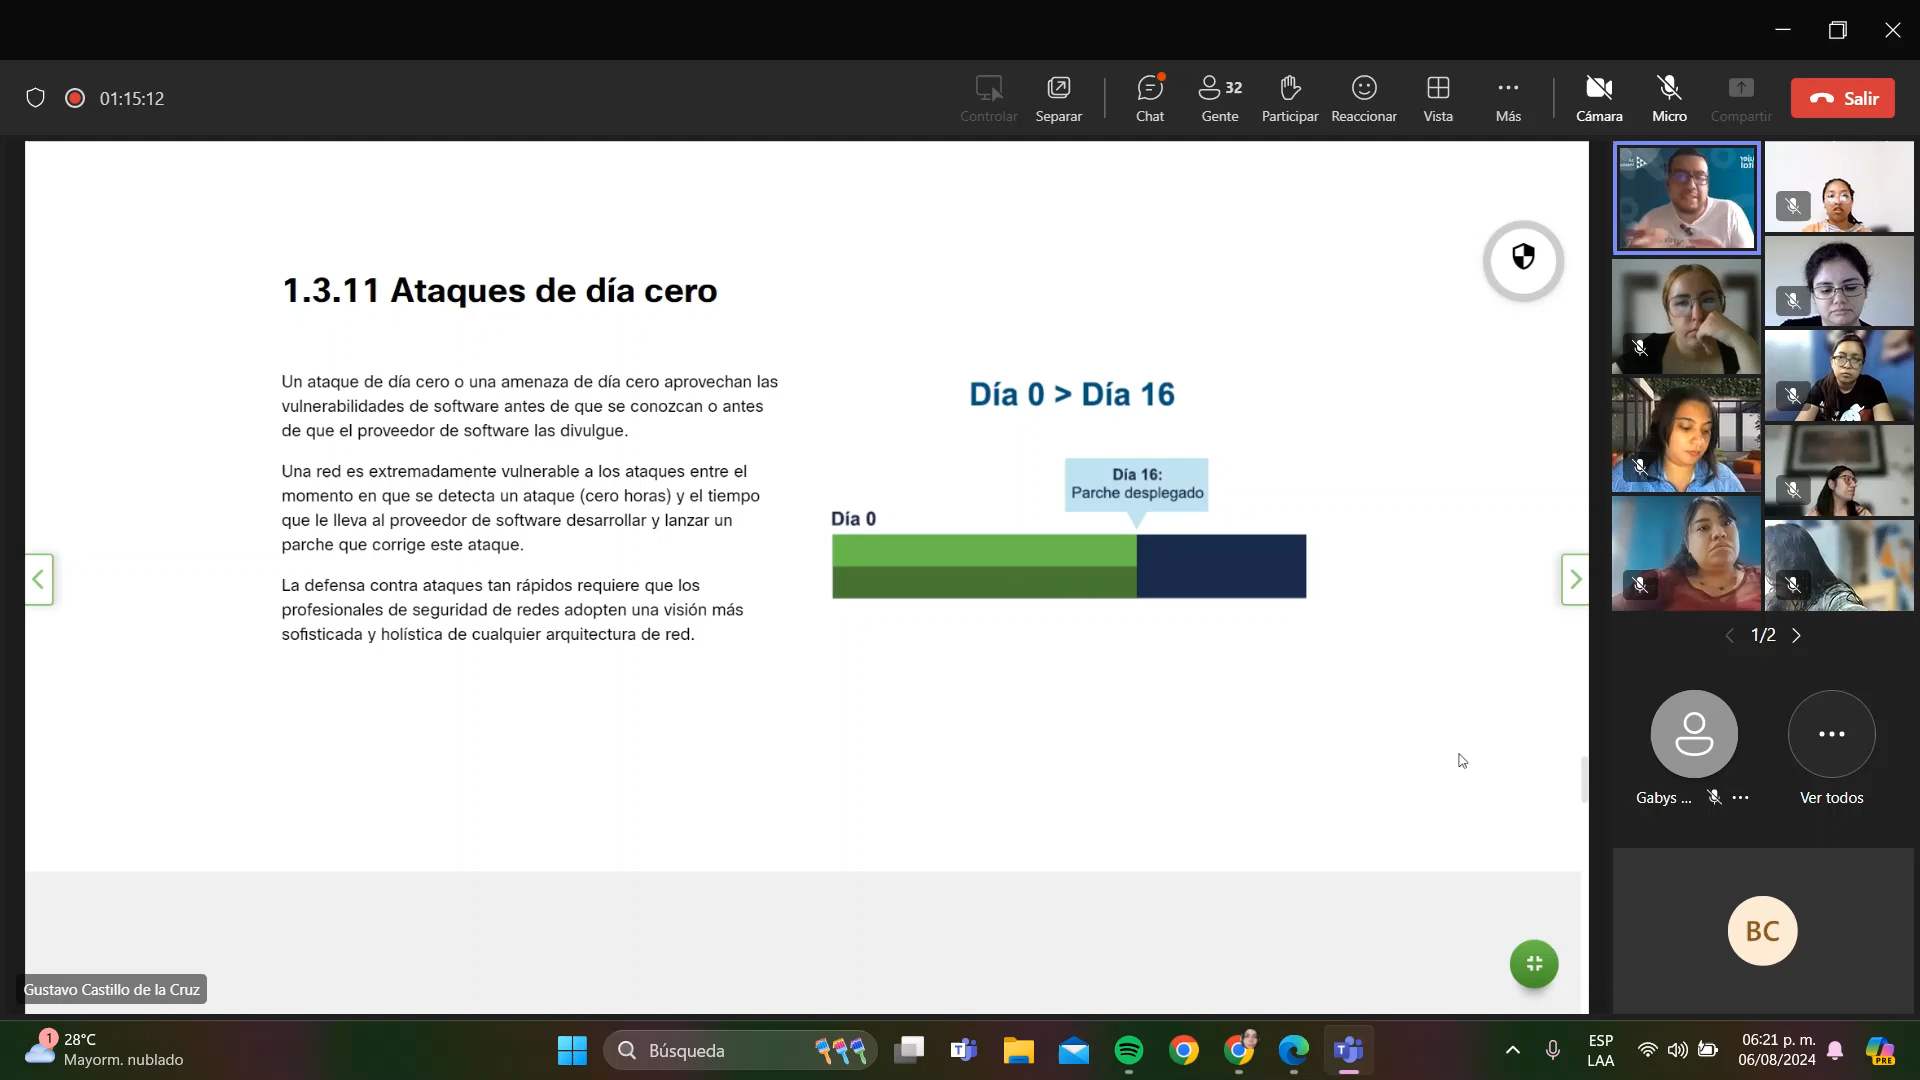 01:15:12
Controlar
Separar
Chat
32
Gente
Participar
Reaccionar
Vista
Más
Cámara
Micro
Compartir
Salir
1.3.11 Ataques de día cero
Un ataque de día cero o una amenaza de día cero aprovechan las
vulnerabilidades de software antes de que se conozcan o antes
de que el proveedor de software las divulgue.
Una red es extremadamente vulnerable a los ataques entre el
momento en que se detecta un ataque (cero horas) y el tiempo
que le lleva al proveedor de software desarrollar y lanzar un
parche que corrige este ataque.
La defensa contra ataques tan rápidos requiere que los
profesionales de seguridad de redes adopten una visión más
sofisticada y holística de cualquier arquitectura de red.
Día 0 > Día 16
Día 16:
Parche desplegado
Día 0
1/2
Gabys ...
Ver todos
BC
Gustavo Castillo de la Cruz
1
28°C
Mayorm. nublado
Búsqueda
ESP
LAA
06:21 p. m.
06/08/2024
PRE